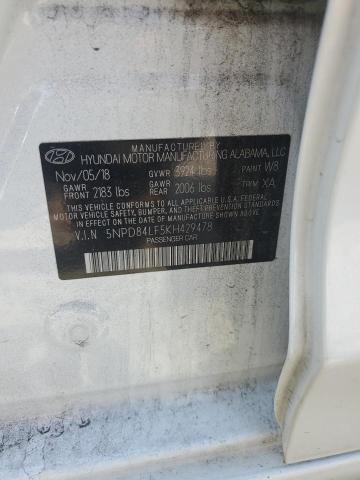 MANUFACTURED BY
HYUNDAI MOTOR MANUFACTURING ALABAMA, LLC
Nov/05/18 GVWR 3924 lbs PAINT W8
GAWR FRONT 2183 lbs GAWR REAR 2006 lbs TRIM XA
THIS VEHICLE CONFORMS TO ALL APPLICABLE U.S.A FEDERAL
MOTOR VEHICLE SAFETY, BUMPER, AND THEFT PREVENTION STANDARDS
IN EFFECT ON THE DATE OF MANUFACTURE SHOWN ABOVE.
V.I.N 5NPD84LF5KH429478
PASSENGER CAR